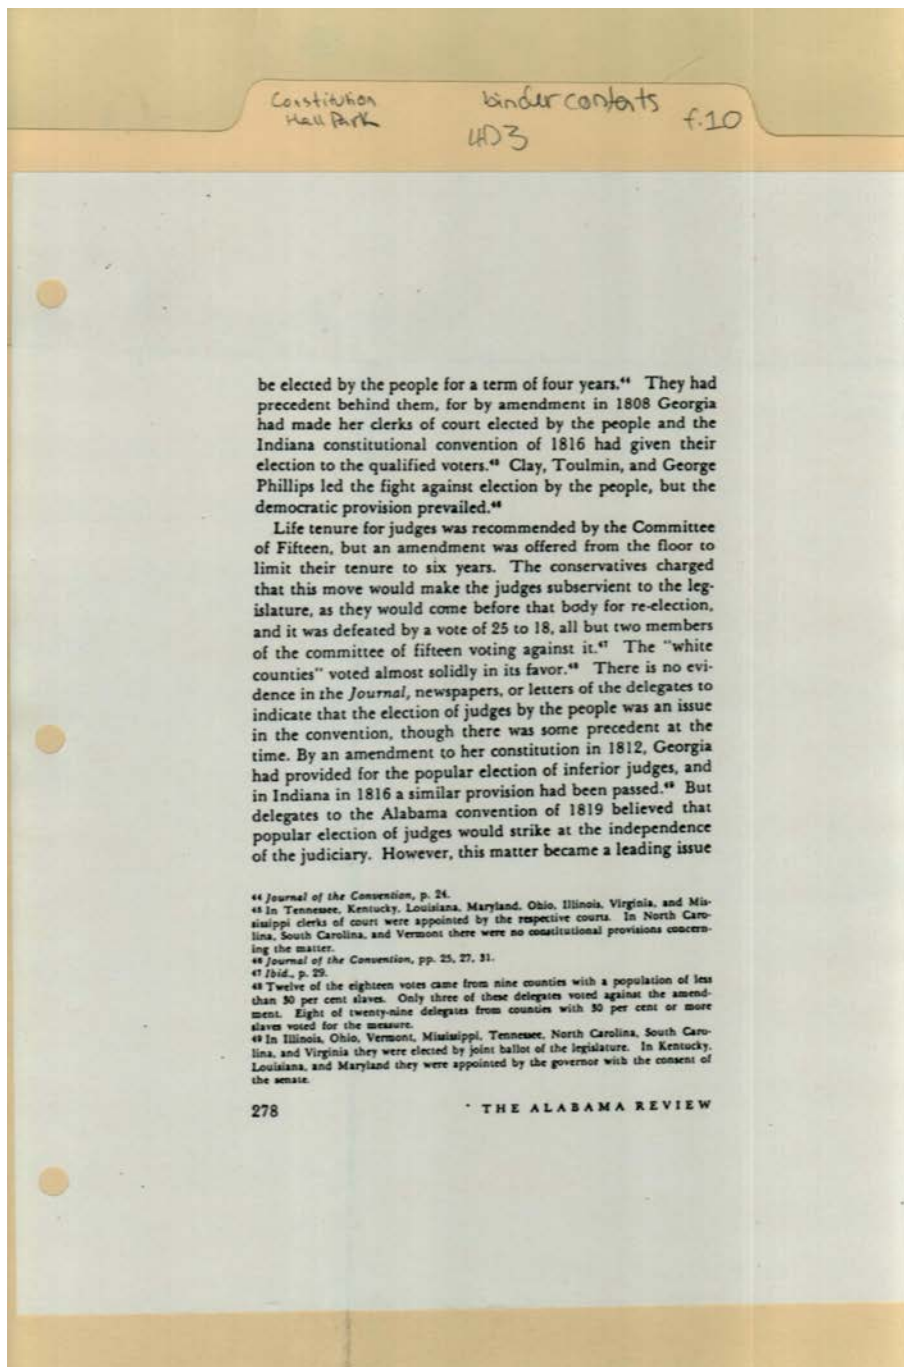 Constitution
Hall Park
binder contents
4D3
f.10
be elected by the people for a term of four years.⁴⁴ They had
precedent behind them, for by amendment in 1808 Georgia
had made her clerks of court elected by the people and the
Indiana constitutional convention of 1816 had given their
election to the qualified voters.⁴⁵ Clay, Toulmin, and George
Phillips led the fight against election by the people, but the
democratic provision prevailed.⁴⁶
Life tenure for judges was recommended by the Committee
of Fifteen, but an amendment was offered from the floor to
limit their tenure to six years. The conservatives charged
that this move would make the judges subservient to the leg-
islature, as they would come before that body for re-election,
and it was defeated by a vote of 25 to 18, all but two members
of the committee of fifteen voting against it.⁴⁷ The "white
counties" voted almost solidly in its favor.⁴⁸ There is no evi-
dence in the Journal, newspapers, or letters of the delegates to
indicate that the election of judges by the people was an issue
in the convention, though there was some precedent at the
time. By an amendment to her constitution in 1812, Georgia
had provided for the popular election of inferior judges, and
in Indiana in 1816 a similar provision had been passed.⁴⁹ But
delegates to the Alabama convention of 1819 believed that
popular election of judges would strike at the independence
of the judiciary. However, this matter became a leading issue
44 Journal of the Convention, p. 24.
45 In Tennessee, Kentucky, Louisiana, Maryland, Ohio, Illinois, Virginia, and Mis-
sissippi clerks of court were appointed by the respective courts. In North Caro-
lina, South Carolina, and Vermont there were no constitutional provisions concern-
ing the matter.
46 Journal of the Convention, pp. 25, 27, 31.
47 Ibid., p. 29.
48 Twelve of the eighteen votes came from nine counties with a population of less
than 30 per cent slaves. Only three of these delegates voted against the amend-
ment. Eight of twenty-nine delegates from counties with 30 per cent or more
slaves voted for the measure.
49 In Illinois, Ohio, Vermont, Mississippi, Tennessee, North Carolina, South Caro-
lina, and Virginia they were elected by joint ballot of the legislature. In Kentucky,
Louisiana, and Maryland they were appointed by the governor with the consent of
the senate.
278
THE ALABAMA REVIEW